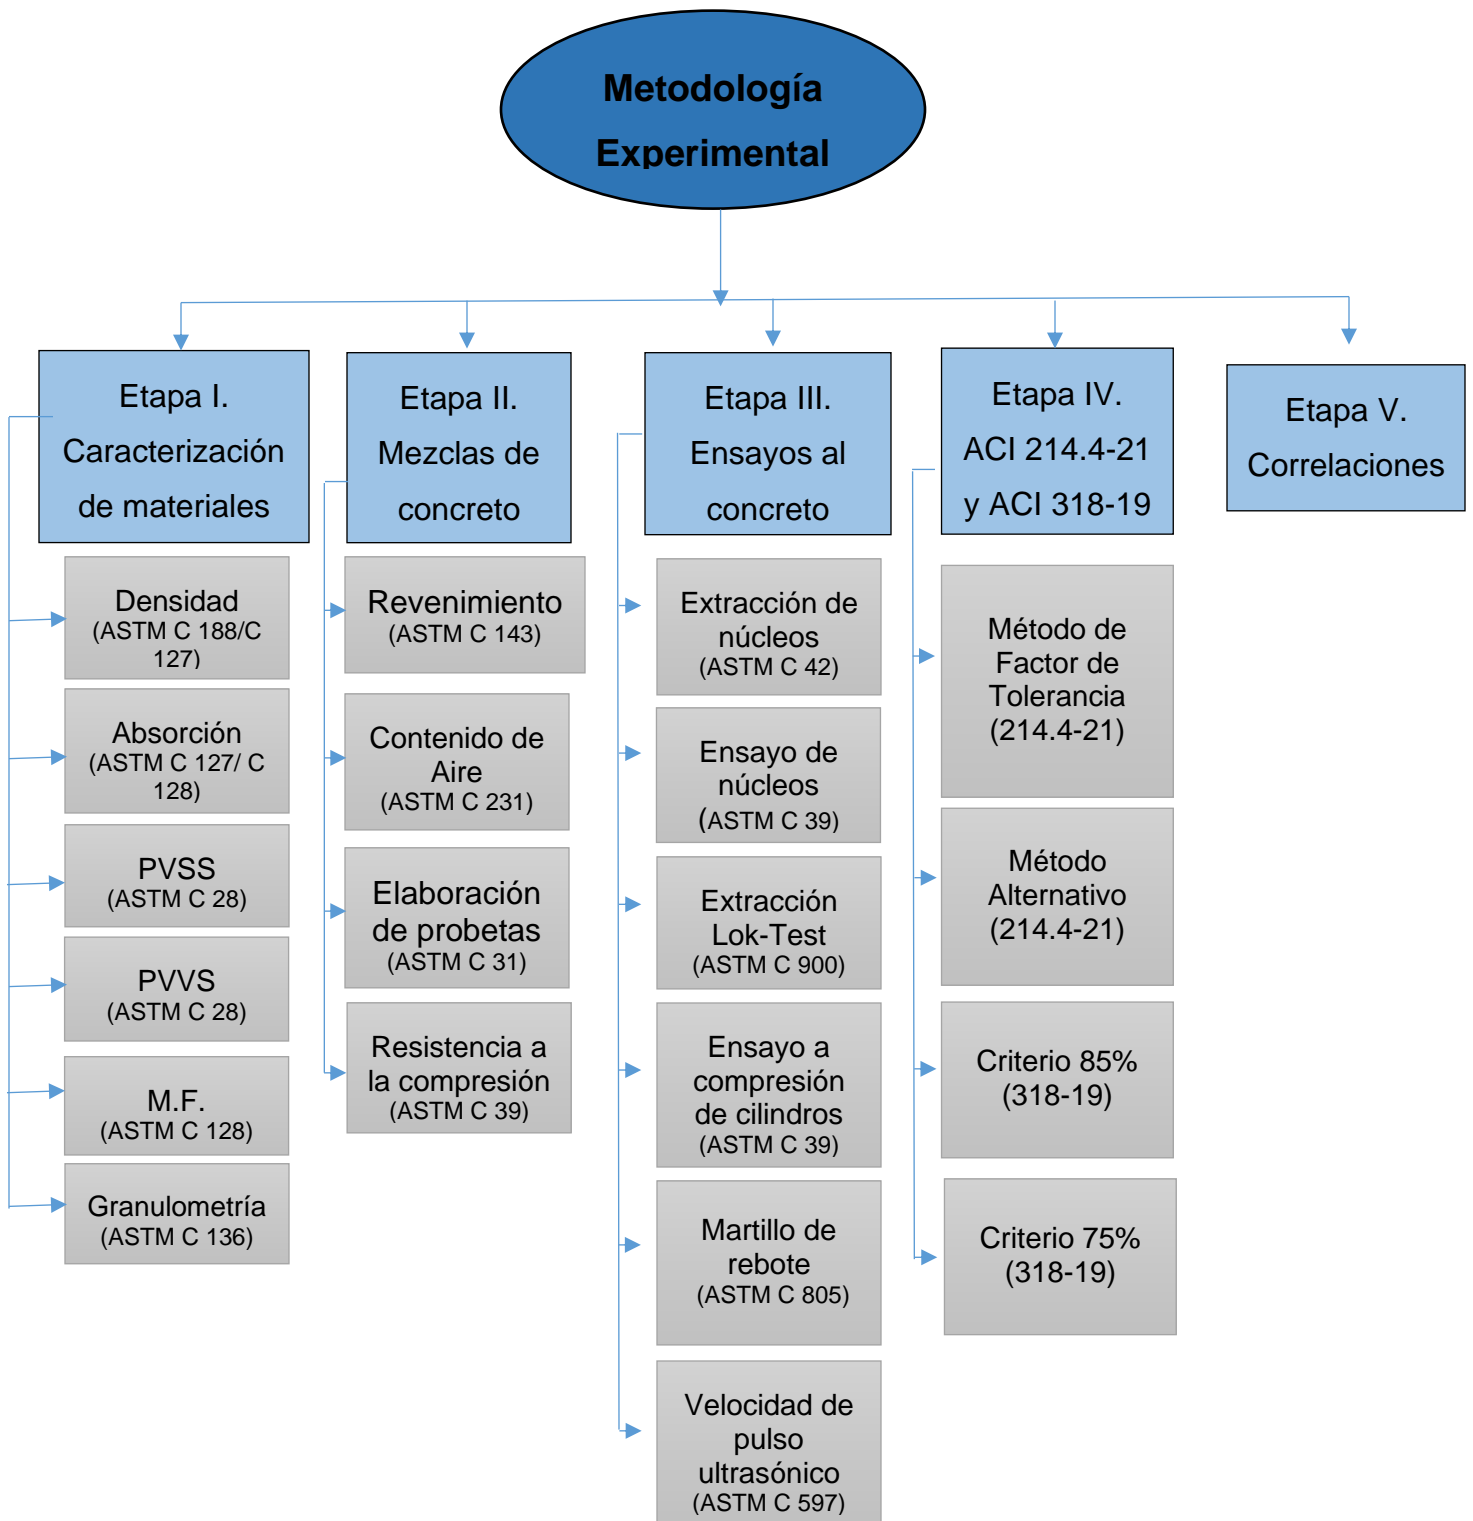 Metodología
Experimental
Etapa I.
Caracterización
de materiales
Densidad
(ASTM C 188/C
127)
Absorción
(ASTM C 127/ C
128)
PVSS
(ASTM C 28)
PVVS
(ASTM C 28)
M.F.
(ASTM C 128)
Granulometría
(ASTM C 136)
Etapa II.
Mezclas de
concreto
Revenimiento
(ASTM C 143)
Contenido de
Aire
(ASTM C 231)
Elaboración
de probetas
(ASTM C 31)
Resistencia a
la compresión
(ASTM C 39)
Etapa III.
Ensayos al
concreto
Extracción de
núcleos
(ASTM C 42)
Ensayo de
núcleos
(ASTM C 39)
Extracción
Lok-Test
(ASTM C 900)
Ensayo a
compresión
de cilindros
(ASTM C 39)
Martillo de
rebote
(ASTM C 805)
Velocidad de
pulso
ultrasónico
(ASTM C 597)
Etapa IV.
ACI 214.4-21
y ACI 318-19
Método de
Factor de
Tolerancia
(214.4-21)
Método
Alternativo
(214.4-21)
Criterio 85%
(318-19)
Criterio 75%
(318-19)
Etapa V.
Correlaciones